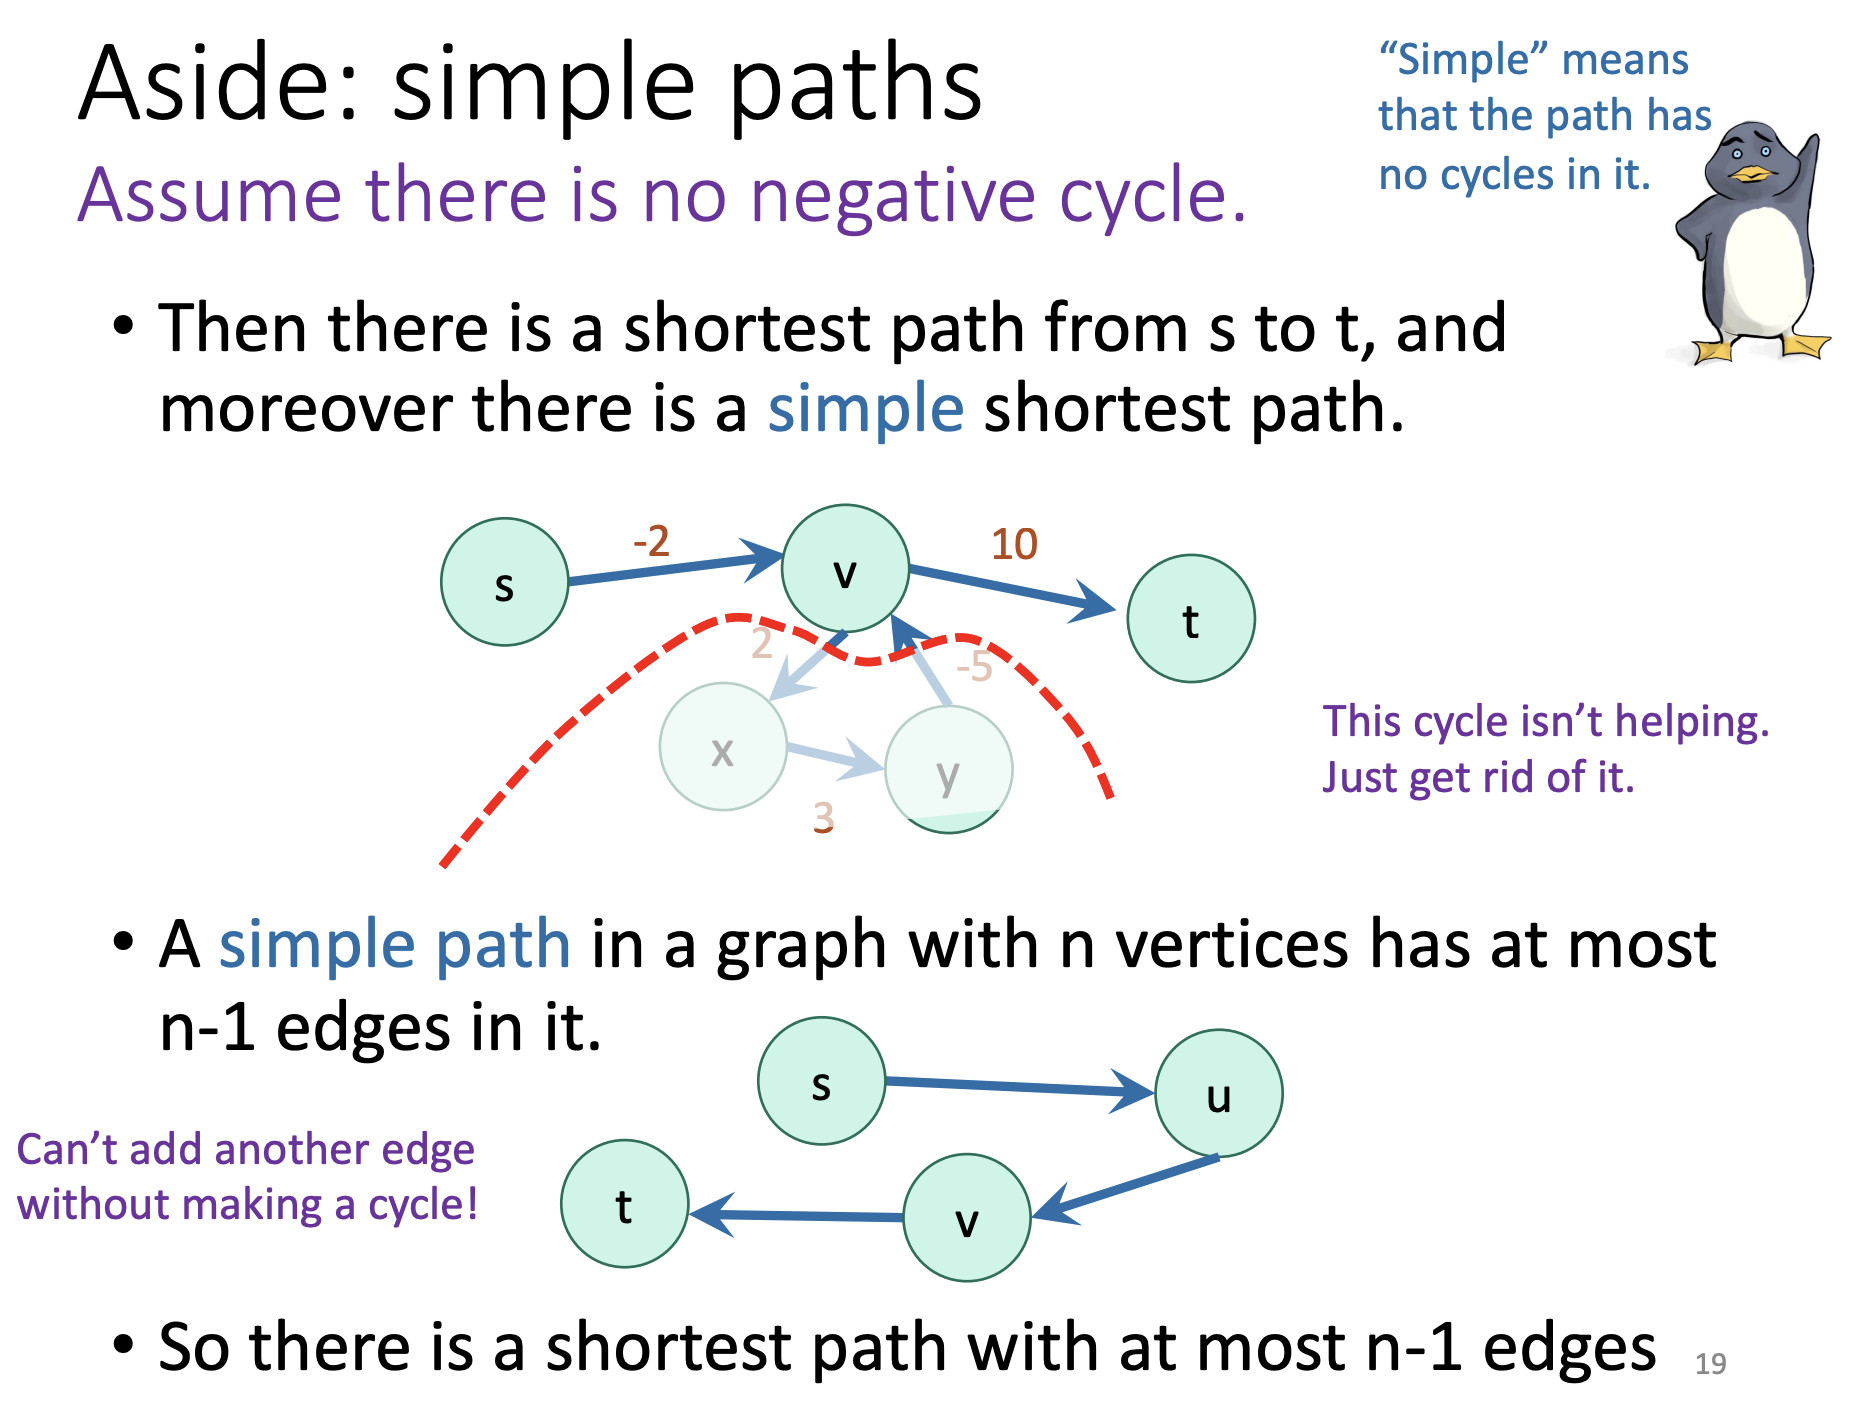 Aside: simple paths
Assume there is no negative cycle.
“Simple” means
that the path has
no cycles in it.
• Then there is a shortest path from s to t, and
moreover there is a simple shortest path.
s
-2
v
10
t
2
-5
x
y
3
This cycle isn’t helping.
Just get rid of it.
• A simple path in a graph with n vertices has at most
n-1 edges in it.
s
u
Can’t add another edge
without making a cycle!
t
v
• So there is a shortest path with at most n-1 edges
19